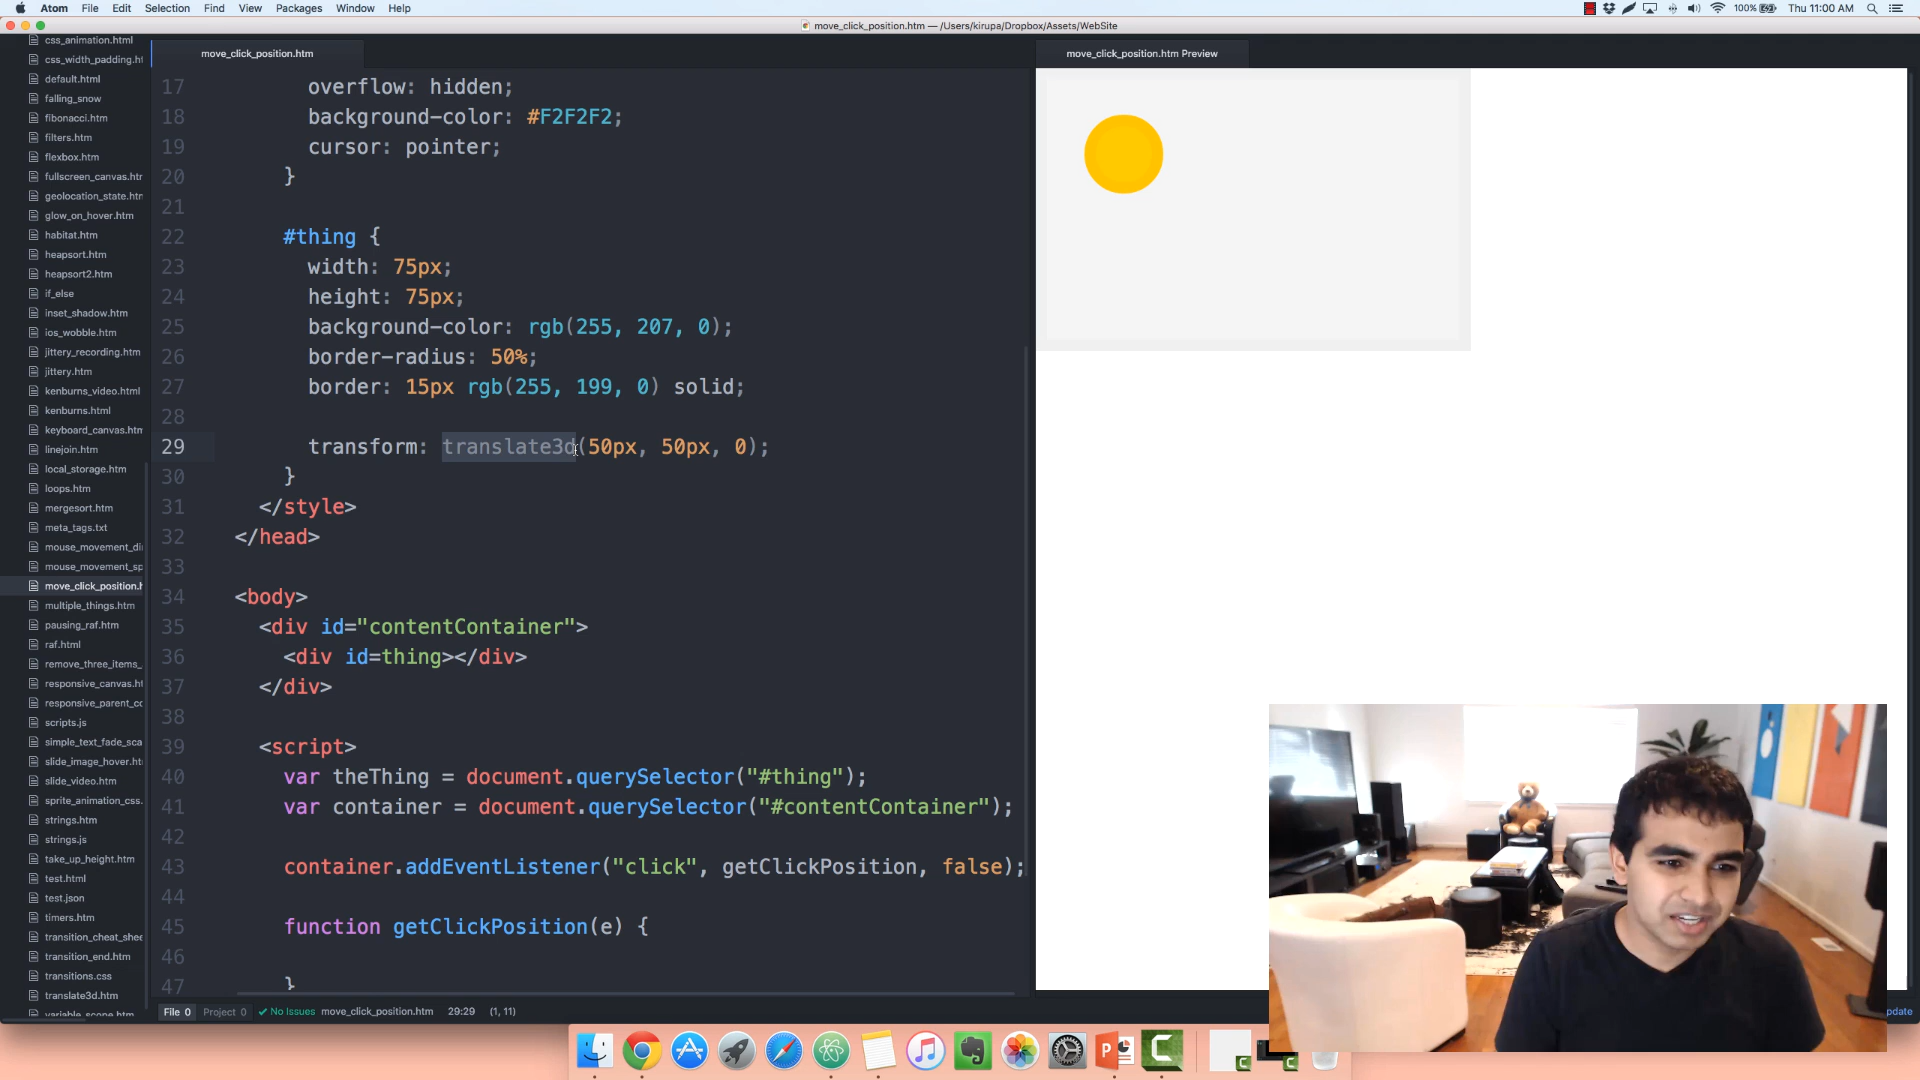 Atom File Edit Selection Find View Packages Window Help
100% Thu 11:00 AM
move_click_position.htm — /Users/kirupa/Dropbox/Assets/WebSite
css_animation.html
css_width_padding.ht
default.html
falling_snow
fibonacci.htm
filters.htm
flexbox.htm
fullscreen_canvas.htm
geolocation_state.htm
glow_on_hover.htm
habitat.htm
heapsort.htm
heapsort2.htm
if_else
inset_shadow.htm
ios_wobble.htm
jittery_recording.htm
jittery.htm
kenburns_video.html
kenburns.html
keyboard_canvas.htm
linejoin.htm
local_storage.htm
loops.htm
mergesort.htm
meta_tags.txt
mouse_movement_di
mouse_movement_sp
move_click_position.h
multiple_things.htm
pausing_raf.htm
raf.html
remove_three_items_
responsive_canvas.ht
responsive_parent_co
scripts.js
simple_text_fade_sca
slide_image_hover.ht
slide_video.htm
sprite_animation_css.
strings.htm
strings.js
take_up_height.htm
test.html
test.json
timers.htm
transition_cheat_shee
transition_end.htm
transitions.css
translate3d.htm
variable_scope.htm
move_click_position.htm
17 overflow: hidden;
18 background-color: #F2F2F2;
19 cursor: pointer;
20 }
21
22 #thing {
23 width: 75px;
24 height: 75px;
25 background-color: rgb(255, 207, 0);
26 border-radius: 50%;
27 border: 15px rgb(255, 199, 0) solid;
28
29 transform: translate3d(50px, 50px, 0);
30 }
31 </style>
32 </head>
33
34 <body>
35 <div id="contentContainer">
36 <div id=thing></div>
37 </div>
38
39 <script>
40 var theThing = document.querySelector("#thing");
41 var container = document.querySelector("#contentContainer");
42
43 container.addEventListener("click", getClickPosition, false);
44
45 function getClickPosition(e) {
46
47 }
move_click_position.htm Preview
File 0 Project 0 No Issues move_click_position.htm 29:29 (1, 11)
pdate